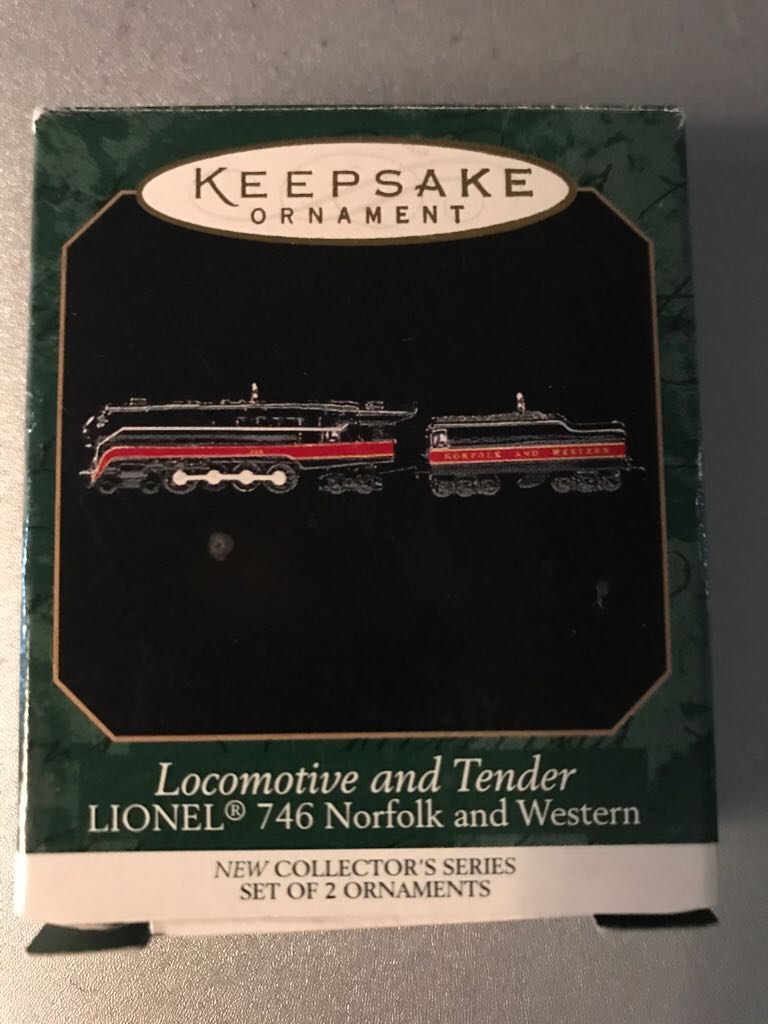 KEEPSAKE
ORNAMENT
746
NORFOLK AND WESTERN
Locomotive and Tender
LIONEL® 746 Norfolk and Western
NEW COLLECTOR'S SERIES
SET OF 2 ORNAMENTS